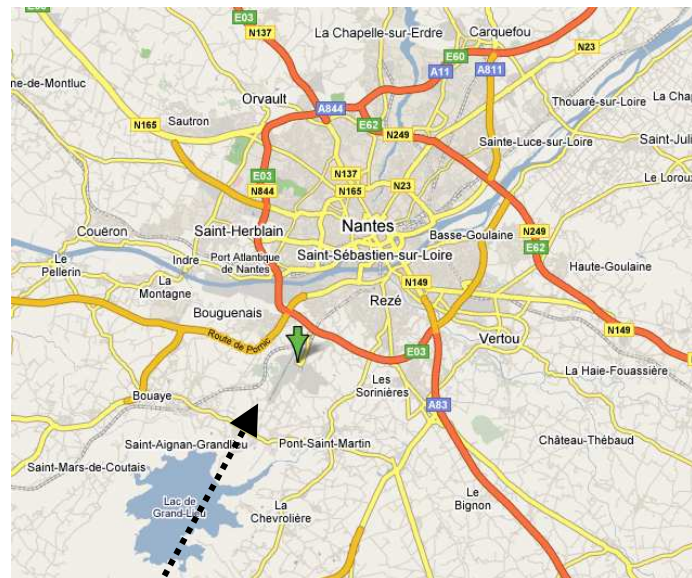 E03
N137
La Chapelle-sur-Erdre
Carquefou
E60
N23
A11
A811
ne-de-Montluc
Orvault
A844
Thouaré-sur-Loire
La Chap
N165
Sautron
E62
N249
Sainte-Luce-sur-Loire
Saint-Juli
E03
N137
Le Loroux
N844
N165
N23
Nantes
Saint-Herblain
Couëron
Basse-Goulaine
N249
E62
Le Pellerin
Indre
Port Atlantique
de Nantes
Saint-Sébastien-sur-Loire
Haute-Goulaine
La
Montagne
N149
Rezé
Bouguenais
Route de Pornic
Vertou
N149
E03
La Haie-Fouassière
Bouaye
Les
Sorinières
A83
Saint-Aignan-Grandlieu
Pont-Saint-Martin
Château-Thébaud
Saint-Mars-de-Coutais
Lac de
Grand-Lieu
La
Chevrolière
Le
Bignon